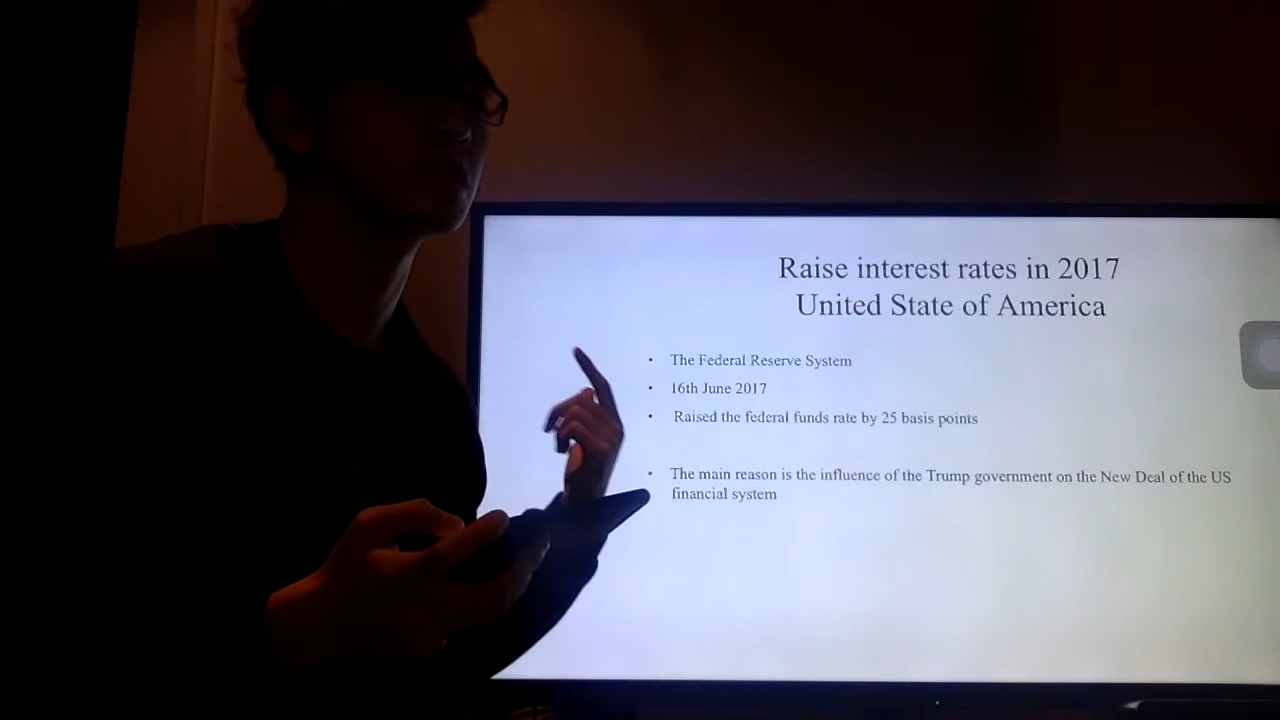 Raise interest rates in 2017
United State of America
• The Federal Reserve System
• 16th June 2017
• Raised the federal funds rate by 25 basis points
• The main reason is the influence of the Trump government on the New Deal of the US
financial system